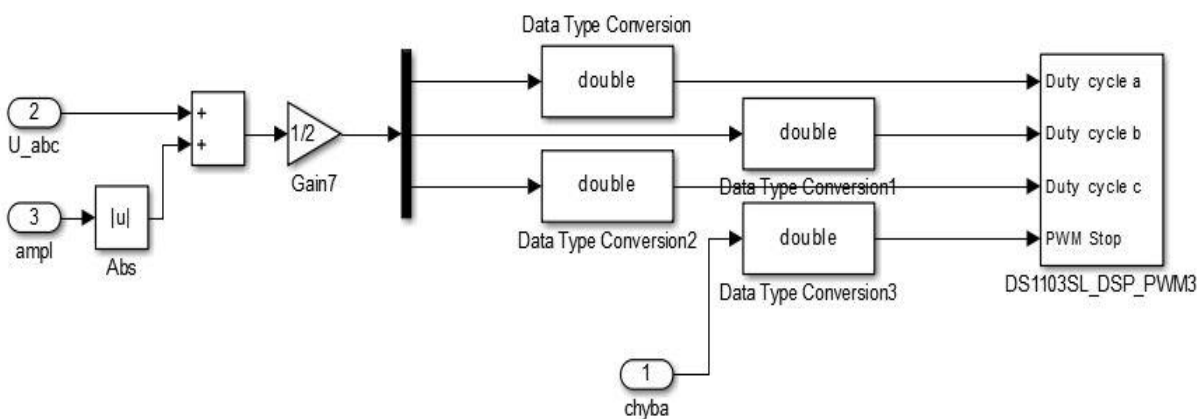 Data Type Conversion
double
Duty cycle a
2
U_abc
+
+
1/2
Gain7
double
Duty cycle b
Data Type Conversion1
double
Duty cycle c
Data Type Conversion2
3
ampl
|u|
Abs
double
PWM Stop
Data Type Conversion3
DS1103SL_DSP_PWM3
1
chyba